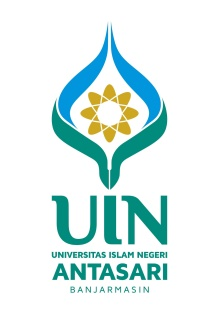 UIN
UNIVERSITAS ISLAM NEGERI
ANTASARI
BANJARMASIN